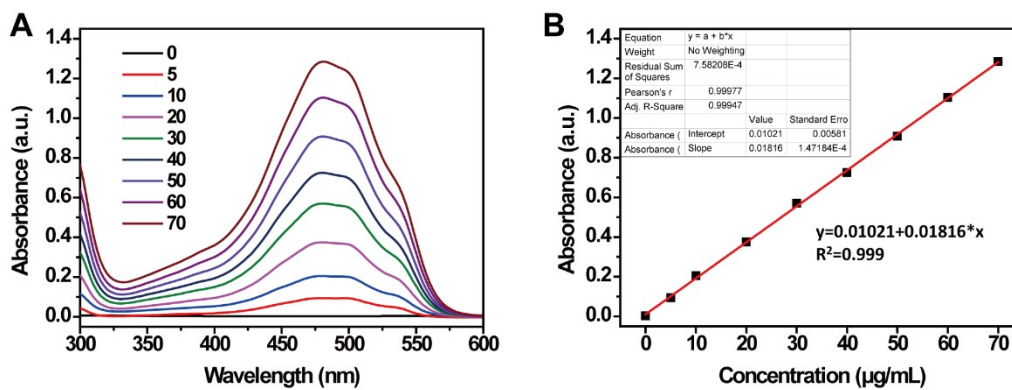 A
Absorbance (a.u.)
1.4
1.2
1.0
0.8
0.6
0.4
0.2
0.0
0
5
10
20
30
40
50
60
70
300
350
400
450
500
550
600
Wavelength (nm)
B
Absorbance (a.u.)
1.4
1.2
1.0
0.8
0.6
0.4
0.2
0.0
Equation y = a + b*x
Weight No Weighting
Residual Sum of Squares 7.58208E-4
Pearson's r 0.99977
Adj. R-Square 0.99947
Value Standard Erro
Absorbance ( Intercept 0.01021 0.00581
Absorbance ( Slope 0.01816 1.47184E-4
y=0.01021+0.01816*x
R²=0.999
0 10 20 30 40 50 60 70
Concentration (µg/mL)